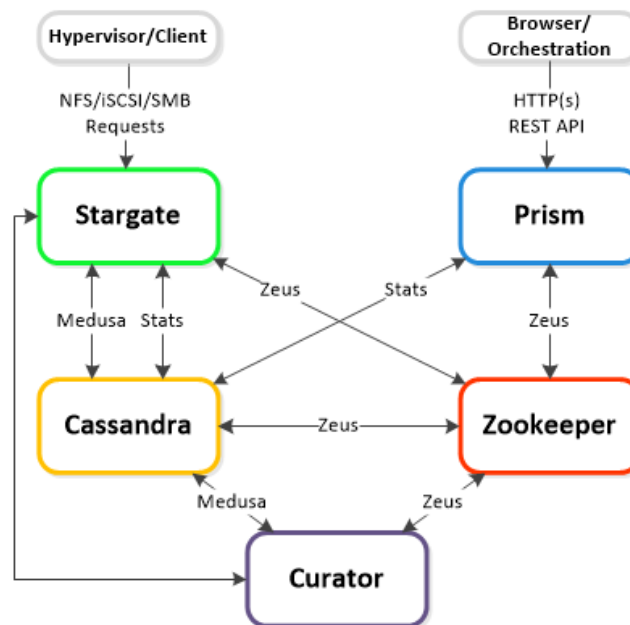 Hypervisor/Client
Browser/
Orchestration
NFS/iSCSI/SMB
Requests
HTTP(s)
REST API
Stargate
Prism
Zeus
Stats
Medusa
Stats
Zeus
Cassandra
Zeus
Zookeeper
Medusa
Zeus
Curator